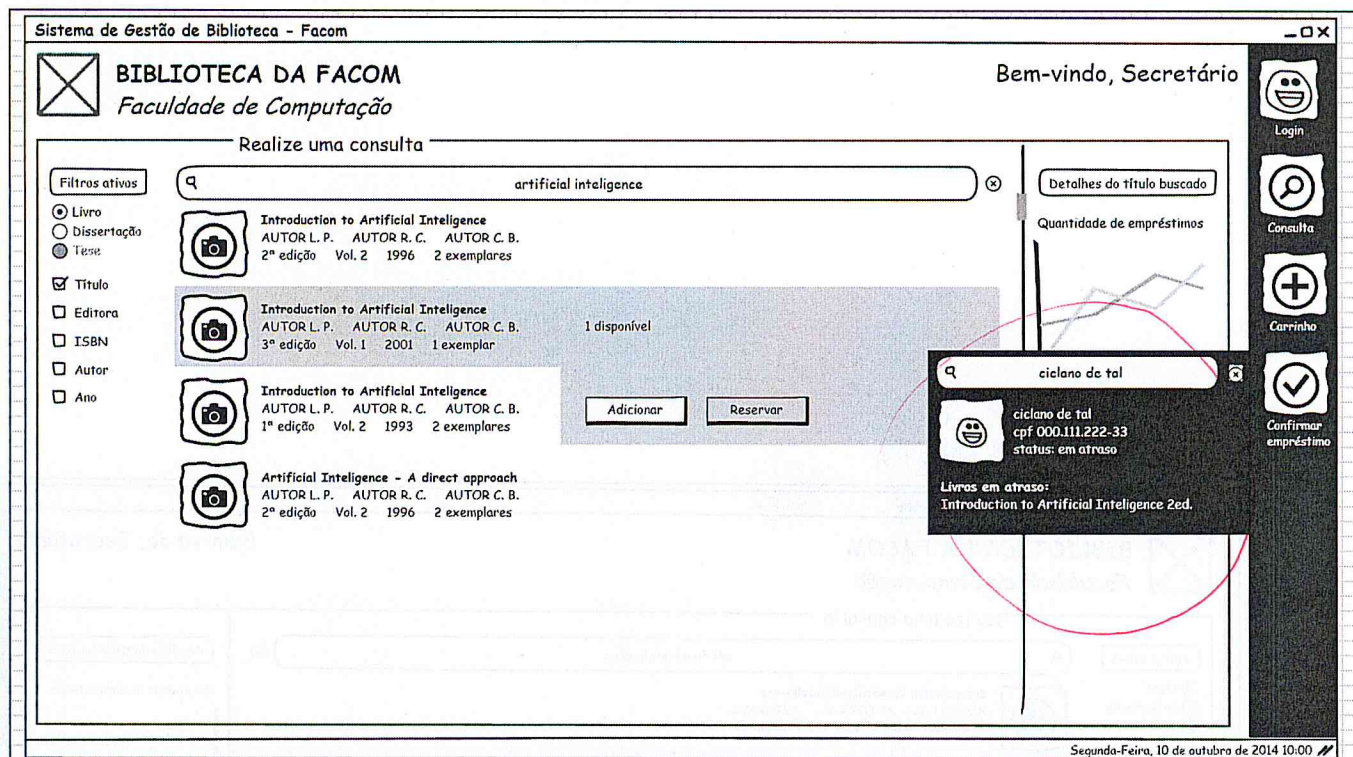 Sistema de Gestão de Biblioteca - Facom
BIBLIOTECA DA FACOM
Faculdade de Computação
Bem-vindo, Secretário
Realize uma consulta
Filtros ativos
Livro
Dissertação
Tese
Título
Editora
ISBN
Autor
Ano
artificial inteligence
Introduction to Artificial Inteligence
AUTOR L. P. AUTOR R. C. AUTOR C. B.
2ª edição Vol. 2 1996 2 exemplares
Introduction to Artificial Inteligence
AUTOR L. P. AUTOR R. C. AUTOR C. B.
3ª edição Vol. 1 2001 1 exemplar
1 disponível
Adicionar
Reservar
Introduction to Artificial Inteligence
AUTOR L. P. AUTOR R. C. AUTOR C. B.
1ª edição Vol. 2 1993 2 exemplares
Artificial Inteligence - A direct approach
AUTOR L. P. AUTOR R. C. AUTOR C. B.
2ª edição Vol. 2 1996 2 exemplares
Detalhes do título buscado
Quantidade de empréstimos
ciclano de tal
ciclano de tal
cpf 000.111.222-33
status: em atraso
Livros em atraso:
Introduction to Artificial Inteligence 2ed.
Login
Consulta
Carrinho
Confirmar
empréstimo
Segunda-Feira, 10 de outubro de 2014 10:00